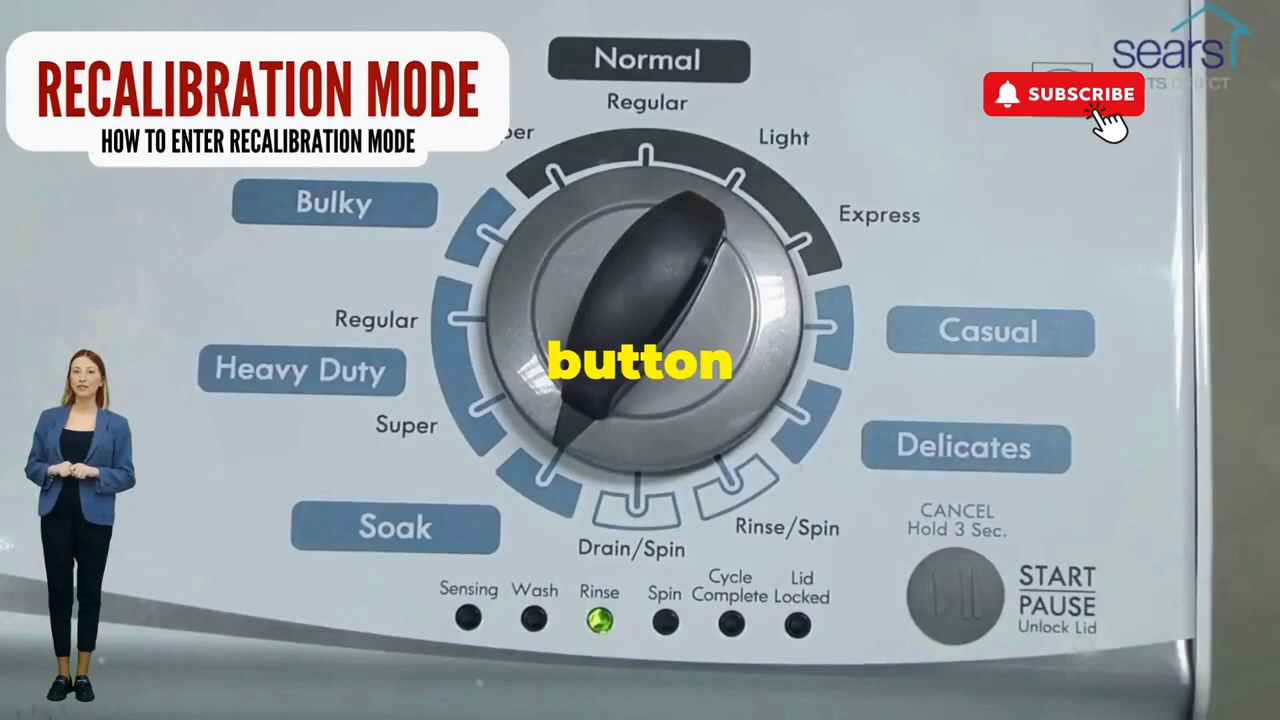 RECALIBRATION MODE
HOW TO ENTER RECALIBRATION MODE
sears
SUBSCRIBE
Normal
Regular
Light
Express
Bulky
Regular
Heavy Duty
Super
Casual
Delicates
Soak
Drain/Spin
Rinse/Spin
button
CANCEL
Hold 3 Sec.
START
PAUSE
Unlock Lid
Sensing
Wash
Rinse
Spin
Cycle
Complete
Lid
Locked